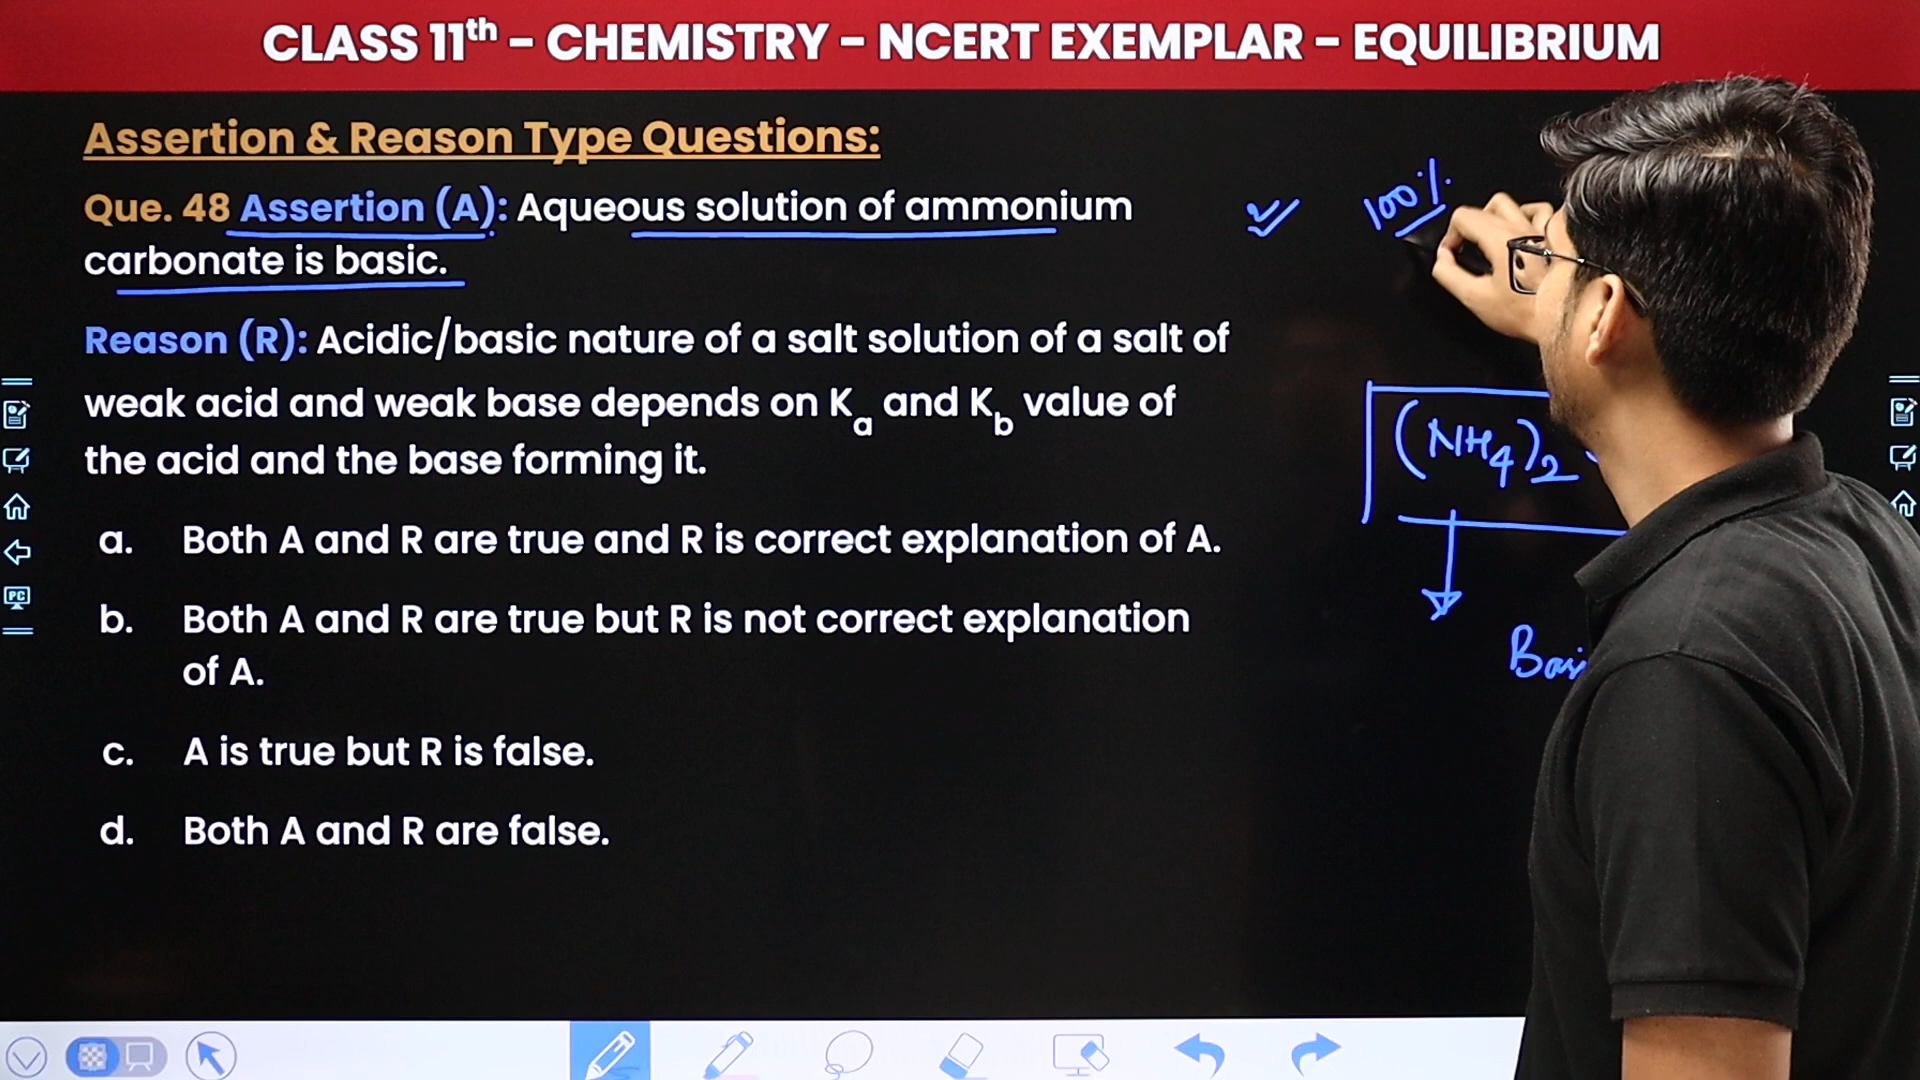 CLASS 11th - CHEMISTRY - NCERT EXEMPLAR - EQUILIBRIUM
Assertion & Reason Type Questions:
Que. 48 Assertion (A): Aqueous solution of ammonium
carbonate is basic.
100%
Reason (R): Acidic/basic nature of a salt solution of a salt of
weak acid and weak base depends on Ka and Kb value of
the acid and the base forming it.
(NH4)2
a. Both A and R are true and R is correct explanation of A.
b. Both A and R are true but R is not correct explanation
of A.
Basi
c. A is true but R is false.
d. Both A and R are false.
PC